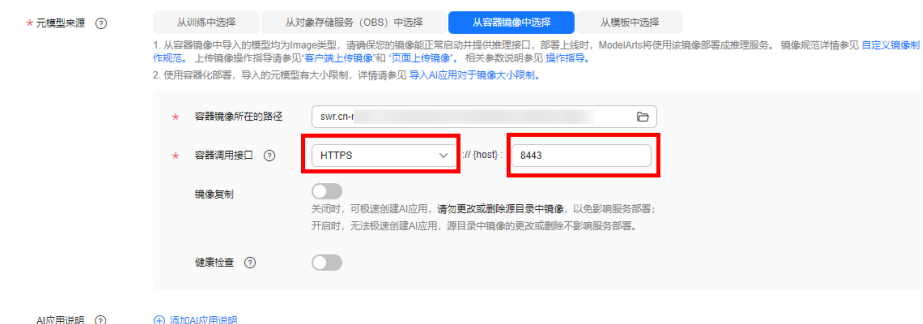 * 元模型来源 ? 从训练中选择 从对象存储服务（OBS）中选择 从容器镜像中选择 从模板中选择
1. 从容器镜像中导入的模型均为Image类型，请确保您的镜像能正常启动并提供推理接口，部署上线时，ModelArts将使用该镜像部署成推理服务。 镜像规范详情参见 自定义镜像制
作规范。 上传镜像操作指导请参见“客户端上传镜像”和 “页面上传镜像”。 相关参数说明参见 操作指导。
2. 使用容器化部署，导入的元模型有大小限制，详情请参见 导入AI应用对于镜像大小限制。
* 容器镜像所在的路径 swr.cn-r
* 容器调用接口 ? HTTPS :// {host} : 8443
镜像复制
关闭时，可极速创建AI应用，请勿更改或删除源目录中镜像，以免影响服务部署；
开启时，无法极速创建AI应用，源目录中镜像的更改或删除不影响服务部署。
健康检查 ?
AI应用说明 ? 添加AI应用说明